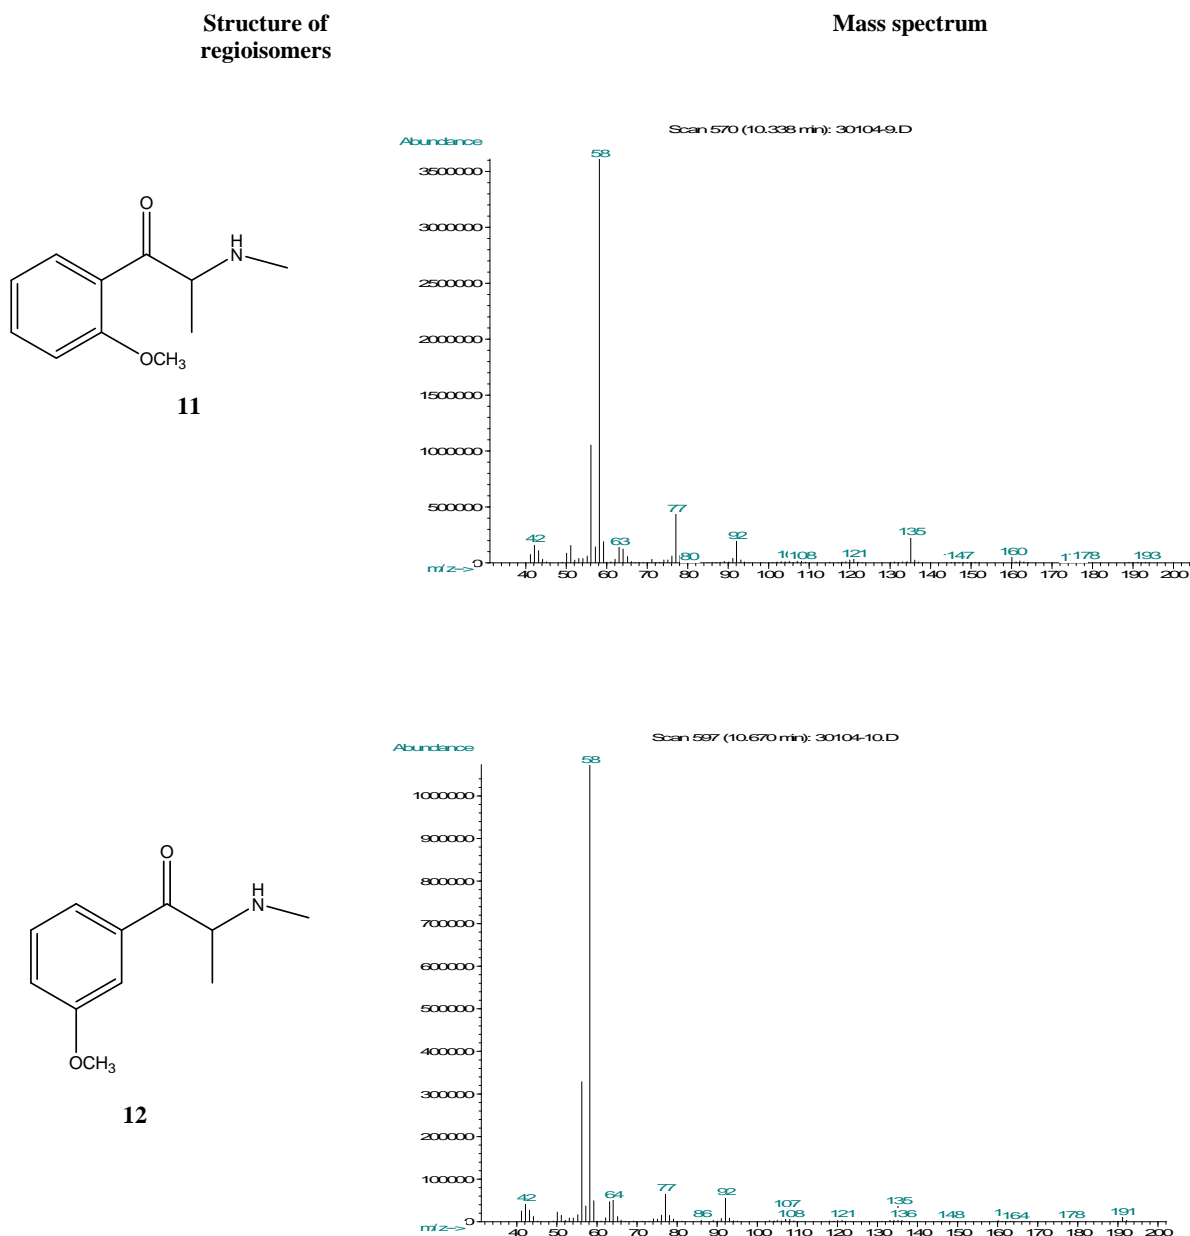 Structure of
regioisomers
Mass spectrum
Scan 570 (10.338 min): 30104-9.D
Abundance
58
3500000
3000000
2500000
2000000
1500000
1000000
500000
0
42
63
77
80
92
108
121
135
147
160
178
193
m/z-->
40 50 60 70 80 90 100 110 120 130 140 150 160 170 180 190 200
O
H
N
OCH3
11
Scan 597 (10.670 min): 30104-10.D
Abundance
58
1000000
900000
800000
700000
600000
500000
400000
300000
200000
100000
0
42
64
77
86
92
107
108
121
135
136
148
164
178
191
m/z-->
40 50 60 70 80 90 100 110 120 130 140 150 160 170 180 190 200
O
H
N
OCH3
12